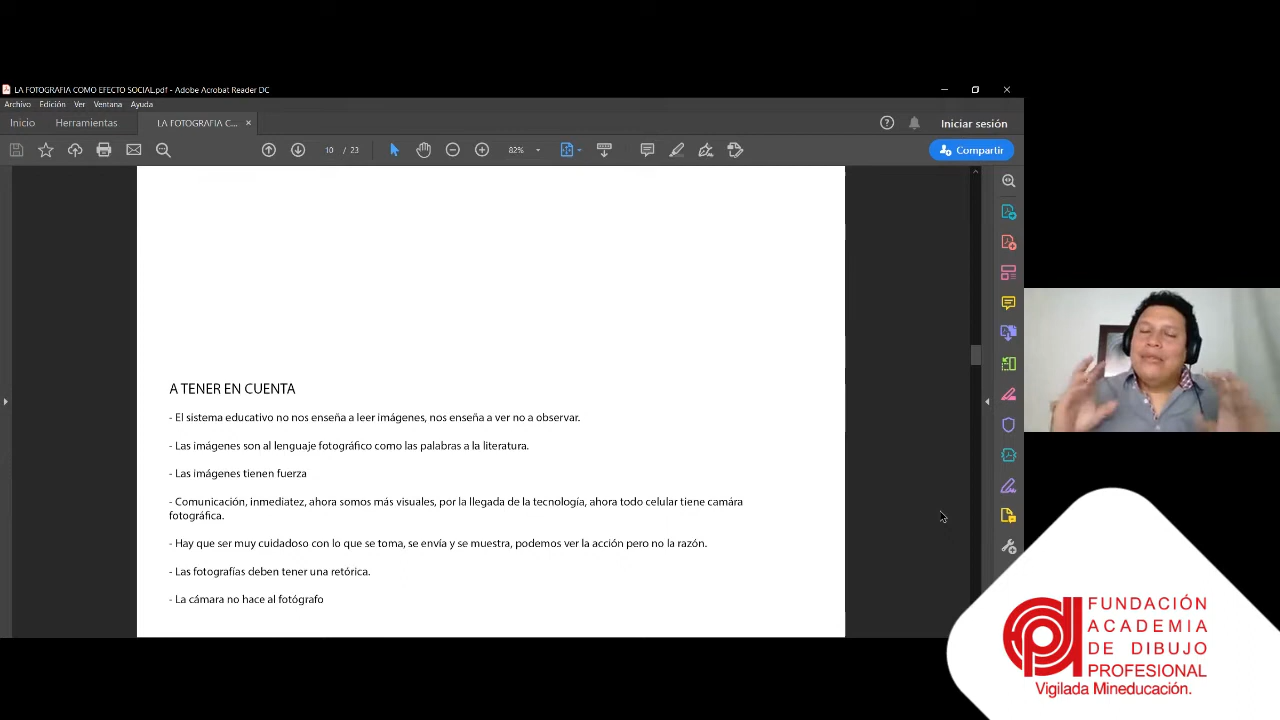 LA FOTOGRAFIA COMO EFECTO SOCIAL.pdf - Adobe Acrobat Reader DC
Archivo Edición Ver Ventana Ayuda
Inicio Herramientas LA FOTOGRAFIA C... Iniciar sesión
10 / 23 82% Compartir
A TENER EN CUENTA
- El sistema educativo no nos enseña a leer imágenes, nos enseña a ver no a observar.
- Las imágenes son al lenguaje fotográfico como las palabras a la literatura.
- Las imágenes tienen fuerza
- Comunicación, inmediatez, ahora somos más visuales, por la llegada de la tecnología, ahora todo celular tiene camára
fotográfica.
- Hay que ser muy cuidadoso con lo que se toma, se envía y se muestra, podemos ver la acción pero no la razón.
- Las fotografías deben tener una retórica.
- La cámara no hace al fotógrafo
FUNDACIÓN
ACADEMIA
DE DIBUJO
PROFESIONAL
Vigilada Mineducación.